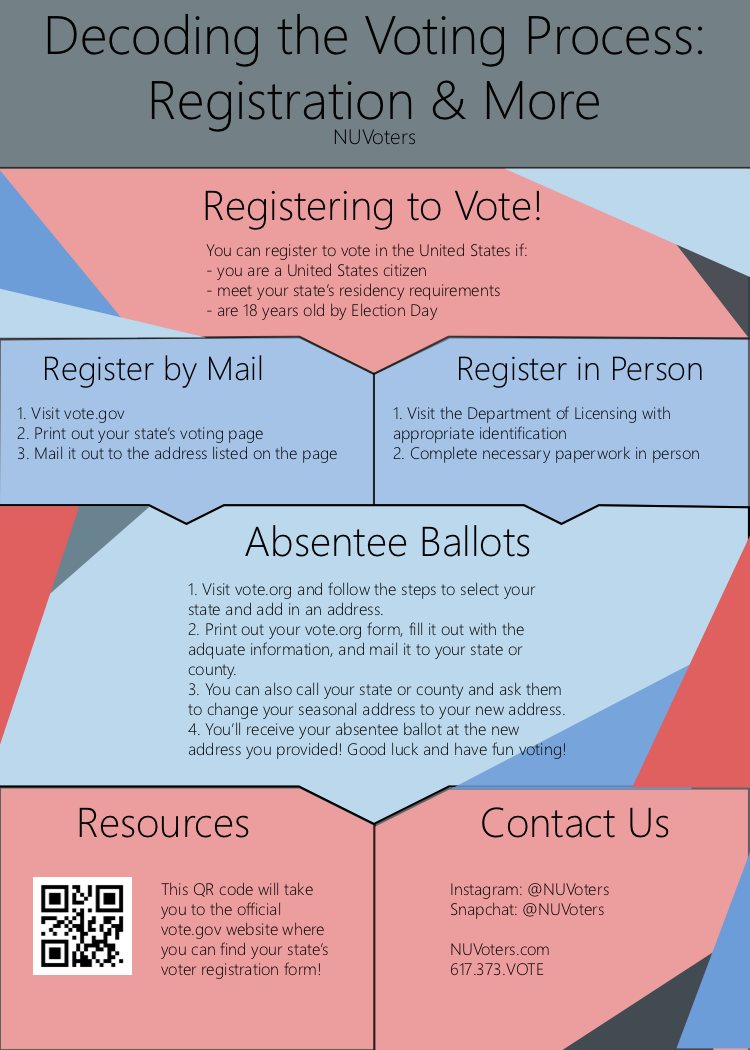 Decoding the Voting Process:
Registration & More
NUVoters
Registering to Vote!
You can register to vote in the United States if:
- you are a United States citizen
- meet your state's residency requirements
- are 18 years old by Election Day
Register by Mail
1. Visit vote.gov
2. Print out your state's voting page
3. Mail it out to the address listed on the page
Register in Person
1. Visit the Department of Licensing with
appropriate identification
2. Complete necessary paperwork in person
Absentee Ballots
1. Visit vote.org and follow the steps to select your
state and add in an address.
2. Print out your vote.org form, fill it out with the
adquate information, and mail it to your state or
county.
3. You can also call your state or county and ask them
to change your seasonal address to your new address.
4. You'll receive your absentee ballot at the new
address you provided! Good luck and have fun voting!
Resources
This QR code will take
you to the official
vote.gov website where
you can find your state's
voter registration form!
Contact Us
Instagram: @NUVoters
Snapchat: @NUVoters
NUVoters.com
617.373.VOTE